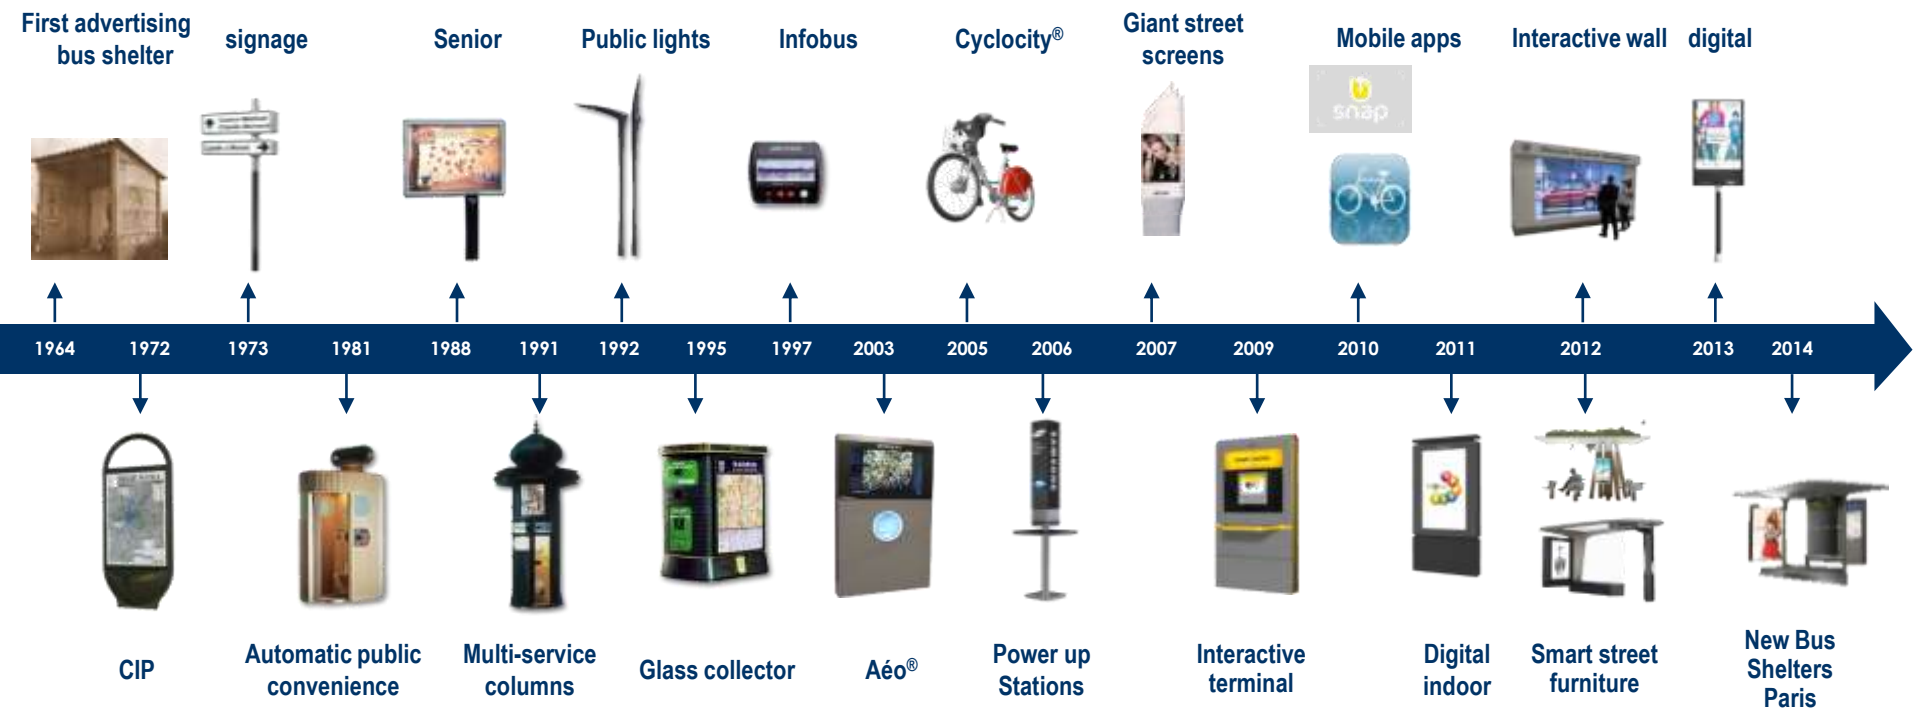 First advertising
bus shelter
signage
Senior
Public lights
Infobus
Cyclocity®
Giant street
screens
Mobile apps
Interactive wall
digital
snap
1964
1972
1973
1981
1988
1991
1992
1995
1997
2003
2005
2006
2007
2009
2010
2011
2012
2013
2014
CIP
Automatic public
convenience
Multi-service
columns
Glass collector
Aéo®
Power up
Stations
Interactive
terminal
Digital
indoor
Smart street
furniture
New Bus
Shelters
Paris